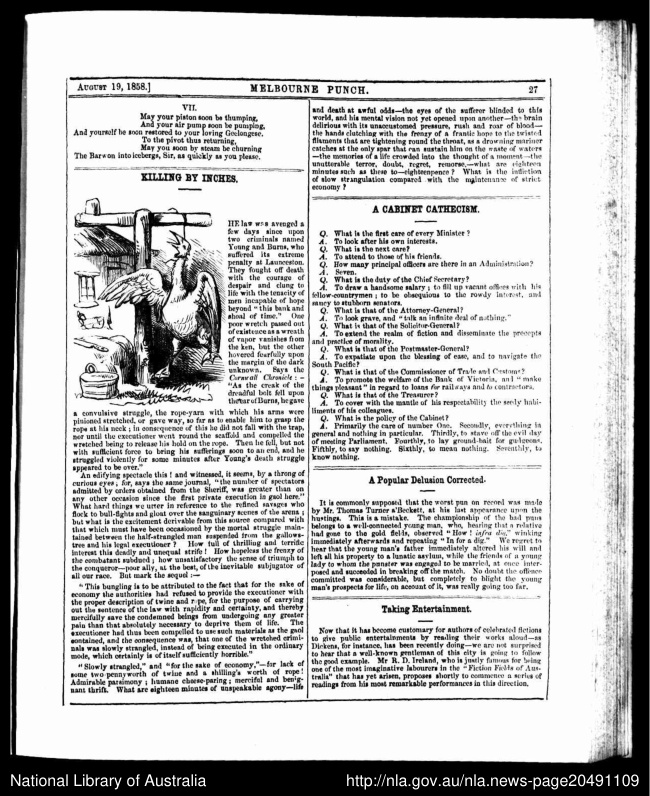 AUGUST 19, 1858.]
MELBOURNE PUNCH.
27
VII.
May your piston soon be thumping,
And your air pump soon be pumping,
And yourself be soon restored to your loving Geelongese.
To the pivot thus returning,
May you soon by steam be churning
The Barwon into icebergs, Sir, as quickly as you please.
KILLING BY INCHES.
HE law was avenged a
few days since upon
two criminals named
Young and Burns, who
suffered its extreme
penalty at Launceston.
They fought off death
with the courage of
despair and clung to
life with the tenacity of
men incapable of hope
beyond "this bank and
shoal of time." One
poor wretch passed out
of existence as a wreath
of vapor vanishes from
the ken, but the other
hovered fearfully upon
the margin of the dark
unknown. Says the
Cornwall Chronicle:—
"As the creak of the
dreadful bolt fell upon
the ear of Burns, he gave
a convulsive struggle, the rope-yarn with which his arms were
pinioned stretched, or gave way, so far as to enable him to grasp the
rope at his neck; in consequence of this he did not fall with the trap,
nor until the executioner went round the scaffold and compelled the
wretched being to release his hold on the rope. Then he fell, but not
with sufficient force to bring his sufferings soon to an end, and he
struggled violently for some minutes after Young's death struggle
appeared to be over."
An edifying spectacle this! and witnessed, it seems, by a throng of
curious eyes; for, says the same journal, "the number of spectators
admitted by orders obtained from the Sheriff, was greater than on
any other occasion since the first private execution in gaol here."
What hard things we utter in reference to the refined savages who
flock to bull-fights and gloat over the sanguinary scenes of the arena;
but what is the excitement derivable from this source compared with
that which must have been occasioned by the mortal struggle main-
tained between the half-strangled man suspended from the gallows-
tree and his legal executioner? How full of thrilling and terrific
interest this deadly and unequal strife! How hopeless the frenzy of
the combatant subdued; how unsatisfactory the sense of triumph to
the conqueror—your ally, at the best, of the inevitable subjugator of
all our race. But mark the sequel:—
"This bungling is to be attributed to the fact that for the sake of
economy the authorities had refused to provide the executioner with
the proper description of twine and rope, for the purpose of carrying
out the sentence of the law with rapidity and certainty, and thereby
mercifully save the condemned beings from undergoing any greater
pain than that absolutely necessary to deprive them of life. The
executioner had thus been compelled to use such materials as the gaol
contained, and the consequence was, that one of the wretched crimi-
nals was slowly strangled, instead of being executed in the ordinary
mode, which certainly is of itself sufficiently horrible."
"Slowly strangled," and "for the sake of economy,"—for lack of
some two-pennyworth of twine and a shilling's worth of rope!
Admirable parsimony; humane cheese-paring; merciful and benig-
nant thrift. What are eighteen minutes of unspeakable agony—life
and death at awful odds—the eyes of the sufferer blinded to this
world, and his mental vision not yet opened upon another—the brain
delirious with its unaccustomed pressure, rush and roar of blood—
the hands clutching with the frenzy of a frantic hope to the twisted
filaments that are tightening round the throat, as a drowning mariner
catches at the only spar that can sustain him on the waste of waters
—the memories of a life crowded into the thought of a moment—the
unutterable terror, doubt, regret, remorse,—what are eighteen
minutes such as these to—eighteenpence? What is the infliction
of slow strangulation compared with the maintenance of strict
economy?
A CABINET CATHECISM.
Q. What is the first care of every Minister?
A. To look after his own interests.
Q. What is the next care?
A. To attend to those of his friends.
Q. How many principal officers are there in an Administration?
A. Seven.
Q. What is the duty of the Chief Secretary?
A. To draw a handsome salary; to fill up vacant offices with his
fellow-countrymen; to be obsequious to the rowdy interest, and
saucy to stubborn senators.
Q. What is that of the Attorney-General?
A. To look grave, and "talk an infinite deal of nothing."
Q. What is that of the Solicitor-General?
A. To extend the realm of fiction and disseminate the precepts
and practice of morality.
Q. What is that of the Postmaster-General?
A. To expatiate upon the blessing of ease, and to navigate the
South Pacific?
Q. What is that of the Commissioner of Trade and Customs?
A. To promote the welfare of the Bank of Victoria, and "make
things pleasant" in regard to loans for railways and to contractors.
Q. What is that of the Treasurer?
A. To cover with the mantle of his respectability the seedy habi-
liments of his colleagues.
Q. What is the policy of the Cabinet?
A. Primarily the care of number One. Secondly, everything in
general and nothing in particular. Thirdly, to stave off the evil day
of meeting Parliament. Fourthly, to lay ground-bait for gudgeons.
Fifthly, to say nothing. Sixthly, to mean nothing. Seventhly, to
know nothing.
A Popular Delusion Corrected.
It is commonly supposed that the worst pun on record was made
by Mr. Thomas Turner a'Beckett, at his last appearance upon the
hustings. This is a mistake. The championship of the bad puns
belongs to a well-connected young man, who, hearing that a relative
had gone to the gold fields, observed "How! infra dig," winking
immediately afterwards and repeating "In for a dig." We regret to
hear that the young man's father immediately altered his will and
left all his property to a lunatic asylum, while the friends of a young
lady to whom the punster was engaged to be married, at once inter-
posed and succeeded in breaking off the match. No doubt the offence
committed was considerable, but completely to blight the young
man's prospects for life, on account of it, was really going too far.
Taking Entertainment.
Now that it has become customary for authors of celebrated fictions
to give public entertainments by reading their works aloud—as
Dickens, for instance, has been recently doing—we are not surprised
to hear that a well-known gentleman of this city is going to follow
the good example. Mr R. D. Ireland, who is justly famous for being
one of the most imaginative labourers in the "Fiction Fields of Aus-
tralia" that has yet arisen, proposes shortly to commence a series of
readings from his most remarkable performances in this direction.
National Library of Australia
http://nla.gov.au/nla.news-page20491109